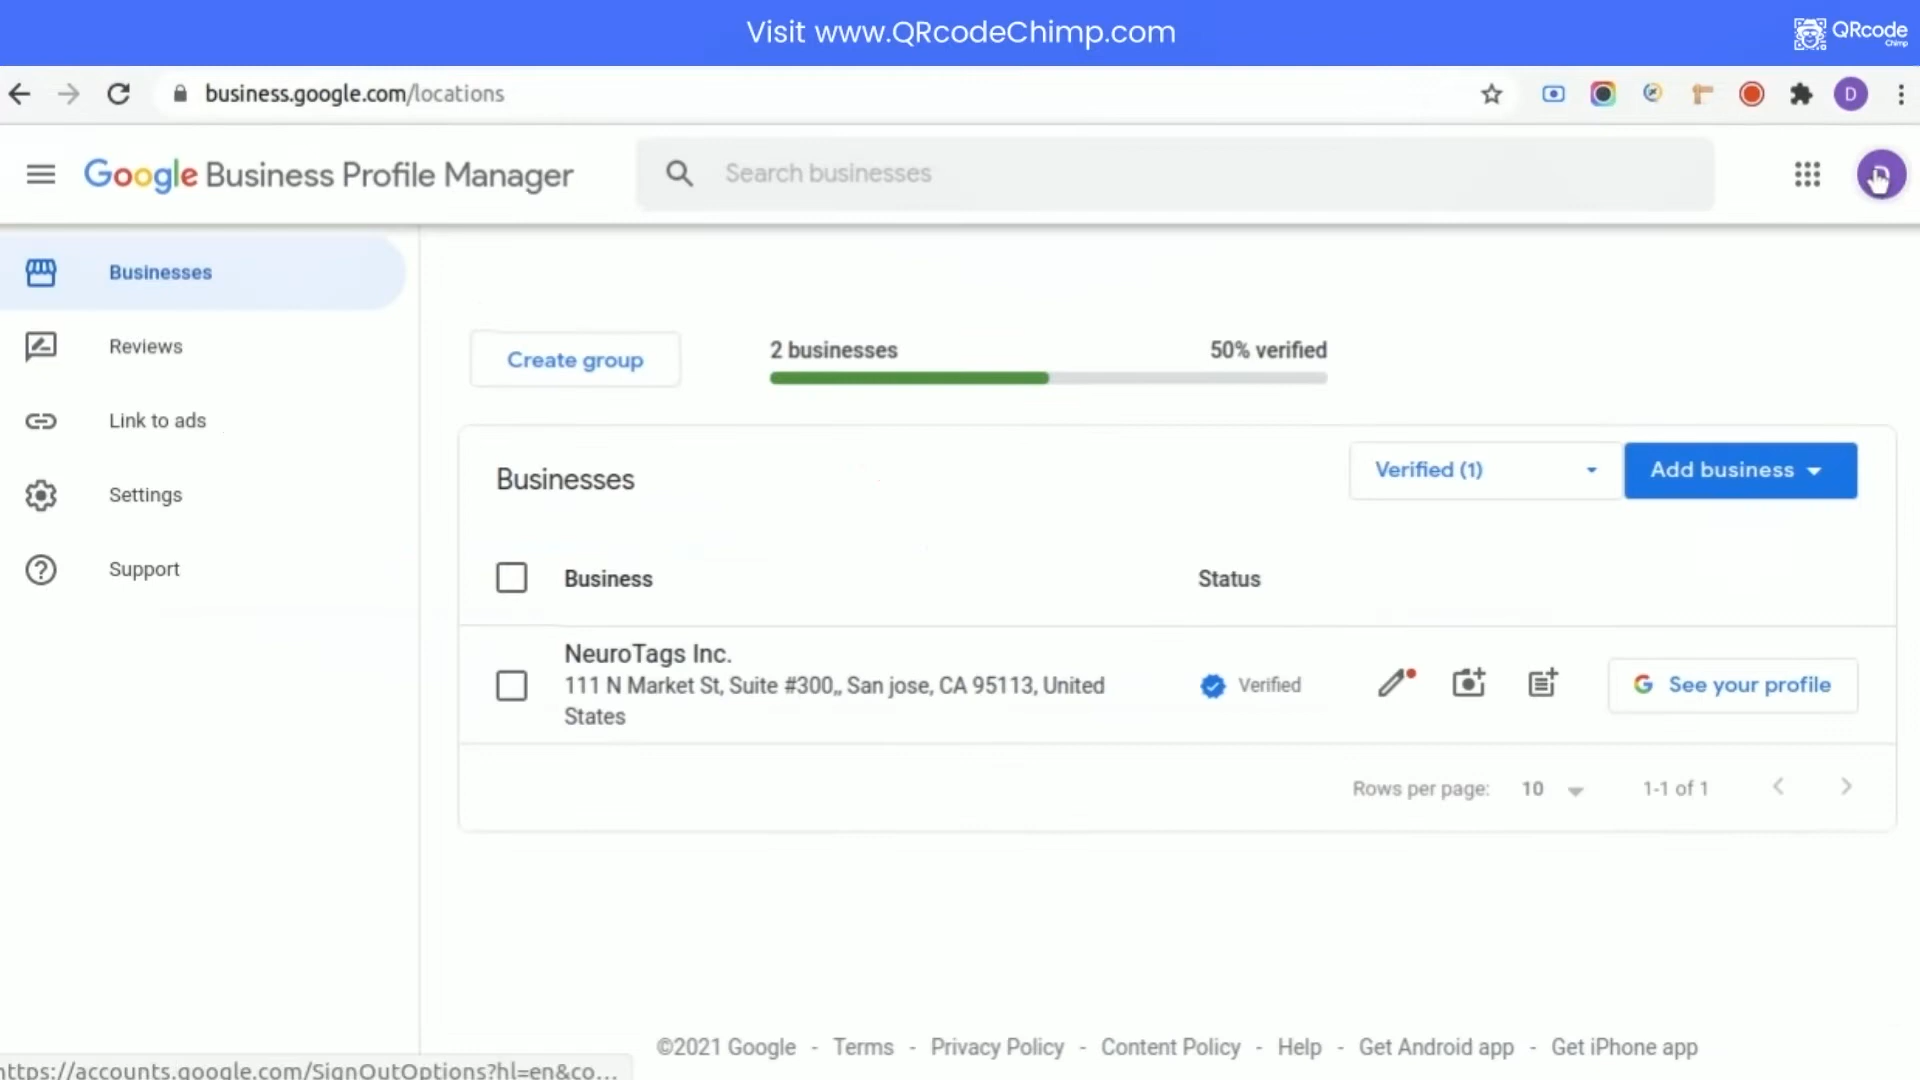 Visit www.QRcodeChimp.com
QRcode
Chimp
business.google.com/locations
D
Google Business Profile Manager
Search businesses
Businesses
Reviews
Link to ads
Settings
Support
Create group
2 businesses
50% verified
Businesses
Verified (1)
Add business
Business
Status
NeuroTags Inc.
111 N Market St, Suite #300,, San jose, CA 95113, United
States
Verified
See your profile
Rows per page:
10
1-1 of 1
©2021 Google - Terms - Privacy Policy - Content Policy - Help - Get Android app - Get iPhone app
https://accounts.google.com/SignOutOptions?hl=en&co...